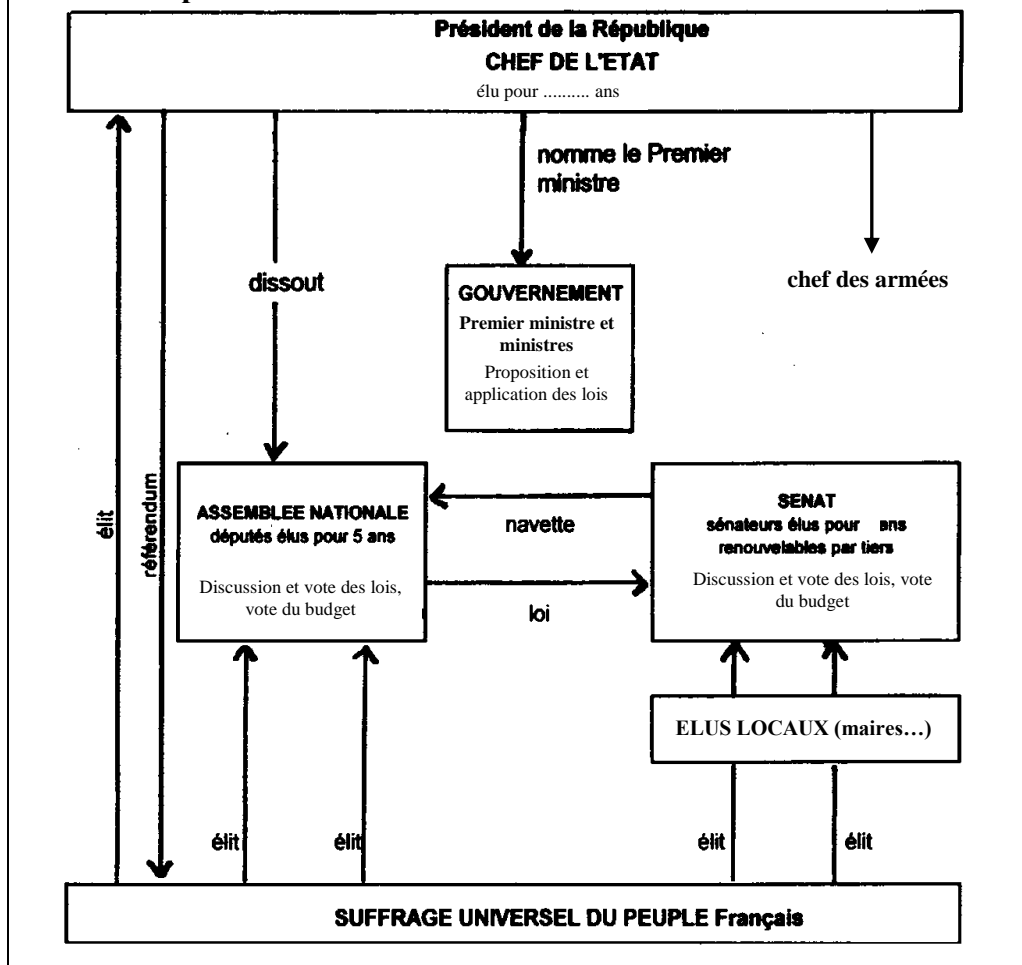 Président de la République
CHEF DE L'ETAT
élu pour .......... ans
nomme le Premier
ministre
dissout
chef des armées
GOUVERNEMENT
Premier ministre et
ministres
Proposition et
application des lois
élit
référendum
ASSEMBLEE NATIONALE
députés élus pour 5 ans
Discussion et vote des lois,
vote du budget
navette
loi
SENAT
sénateurs élus pour ans
renouvelables par tiers
Discussion et vote des lois, vote
du budget
ELUS LOCAUX (maires…)
élit
élit
élit
élit
SUFFRAGE UNIVERSEL DU PEUPLE Français